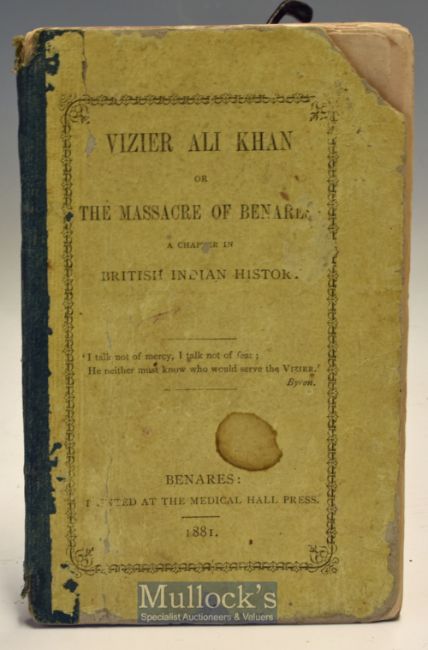 VIZIER ALI KHAN
OR
THE MASSACRE OF BENARES
A CHAPTER IN
BRITISH INDIAN HISTOR.
'I talk not of mercy, I talk not of fear;
He neither must know who would serve the VIZIER.'
Byron.
BENARES:
PRINTED AT THE MEDICAL HALL PRESS.
1881.
Mullock's
Specialist Auctioneers & Valuers